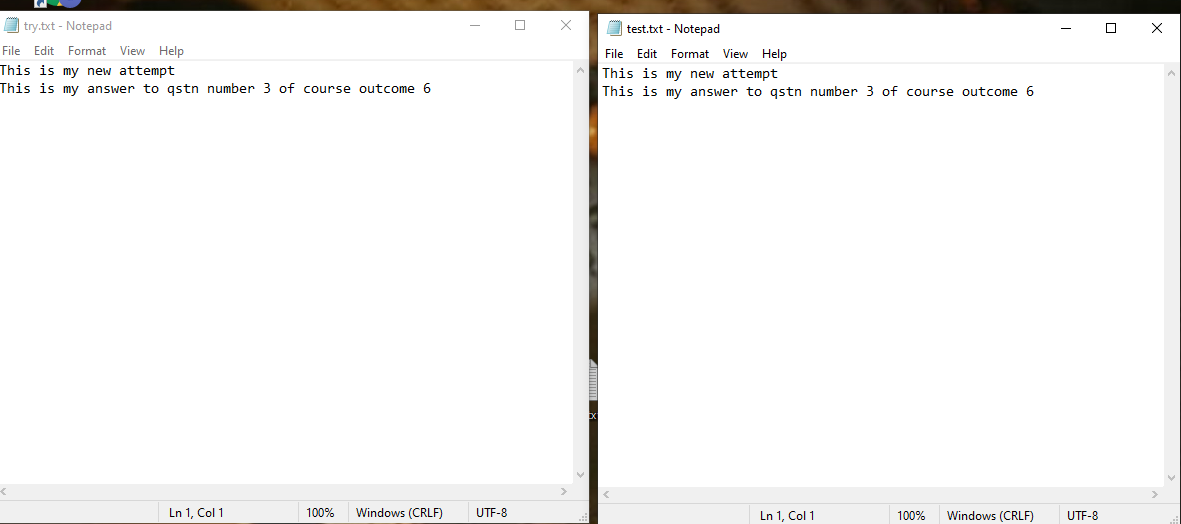 try.txt - Notepad
File Edit Format View Help
This is my new attempt
This is my answer to qstn number 3 of course outcome 6
Ln 1, Col 1 100% Windows (CRLF) UTF-8
test.txt - Notepad
File Edit Format View Help
This is my new attempt
This is my answer to qstn number 3 of course outcome 6
Ln 1, Col 1 100% Windows (CRLF) UTF-8